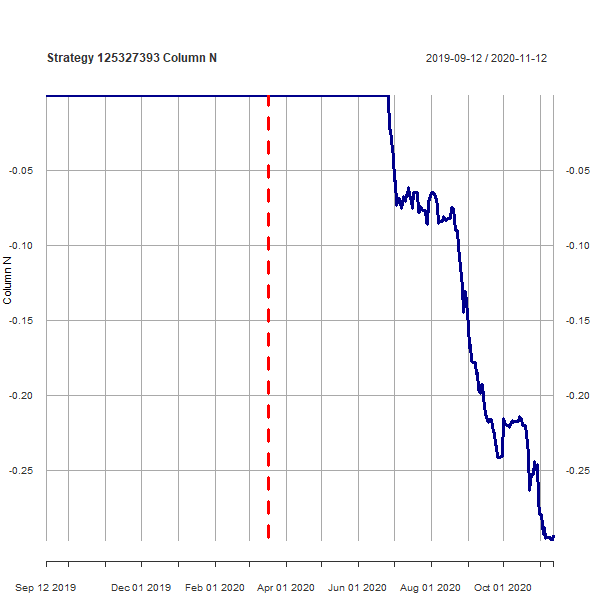 Strategy 125327393 Column N
2019-09-12 / 2020-11-12
-0.05 -0.05
-0.10 -0.10
-0.15 -0.15
-0.20 -0.20
-0.25 -0.25
Column N
Sep 12 2019 Dec 01 2019 Feb 01 2020 Apr 01 2020 Jun 01 2020 Aug 01 2020 Oct 01 2020